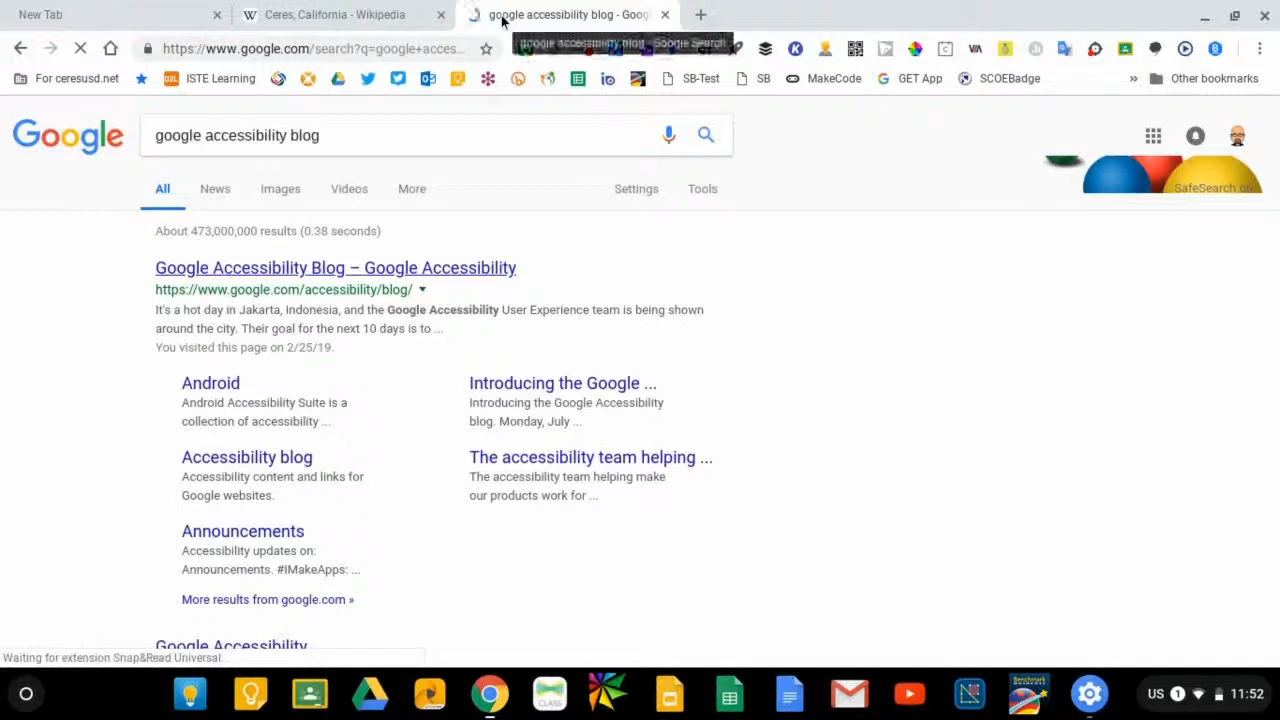 New Tab
Ceres, California - Wikipedia
google accessibility blog - Goog
https://www.google.com/search?q=google+acces...
google accessibility blog - Google Search
For ceresusd.net
ISTE Learning
SB-Test
SB
MakeCode
GET App
SCOEBadge
» Other bookmarks
Google
google accessibility blog
All News Images Videos More Settings Tools
SafeSearch on
About 473,000,000 results (0.38 seconds)
Google Accessibility Blog – Google Accessibility
https://www.google.com/accessibility/blog/
It's a hot day in Jakarta, Indonesia, and the Google Accessibility User Experience team is being shown
around the city. Their goal for the next 10 days is to ...
You visited this page on 2/25/19.
Android
Android Accessibility Suite is a
collection of accessibility ...
Introducing the Google ...
Introducing the Google Accessibility
blog. Monday, July ...
Accessibility blog
Accessibility content and links for
Google websites.
The accessibility team helping ...
The accessibility team helping make
our products work for ...
Announcements
Accessibility updates on:
Announcements. #IMakeApps: ...
More results from google.com »
Google Accessibility
Waiting for extension Snap&Read Universal...
CLASS
US 1 11:52